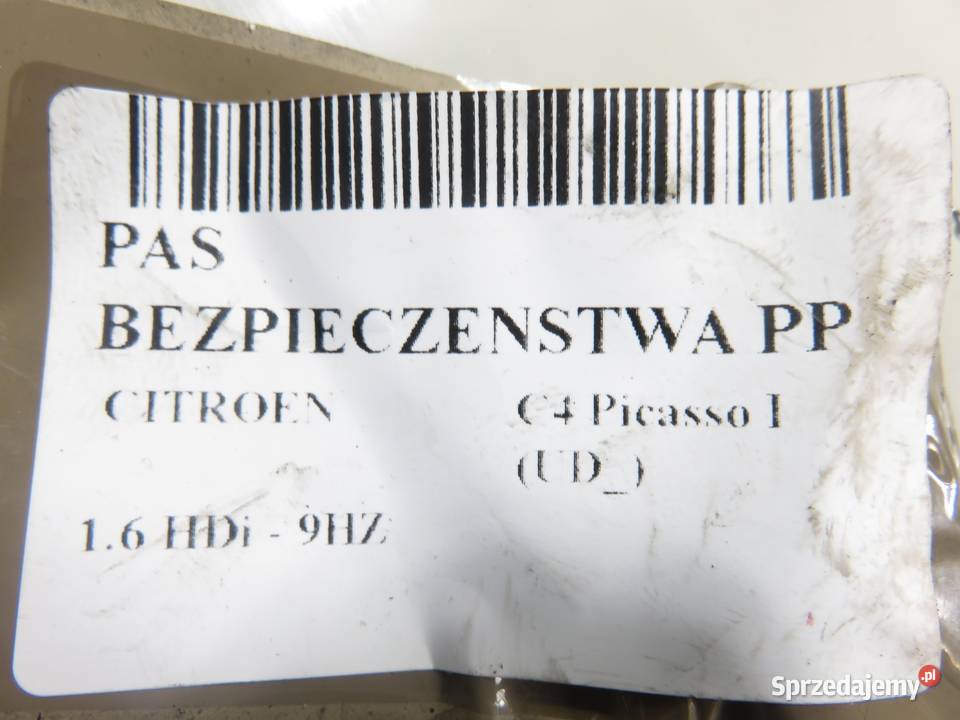 PAS
BEZPIECZENSTWA PP
CITROEN C4 Picasso I
(UD_)
1.6 HDi - 9HZ
Sprzedajemy.pl